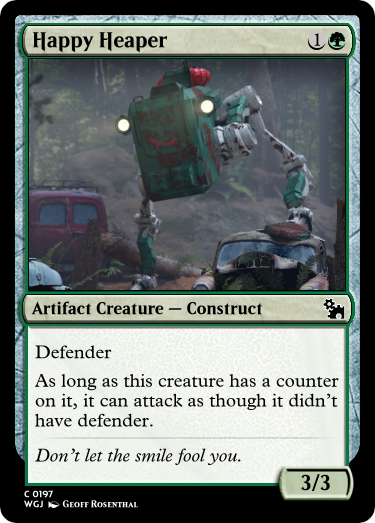 Happy Heaper 1
Artifact Creature — Construct
Defender
As long as this creature has a counter
on it, it can attack as though it didn't
have defender.
Don't let the smile fool you.
3/3
C 0197
WGJ Geoff Rosenthal